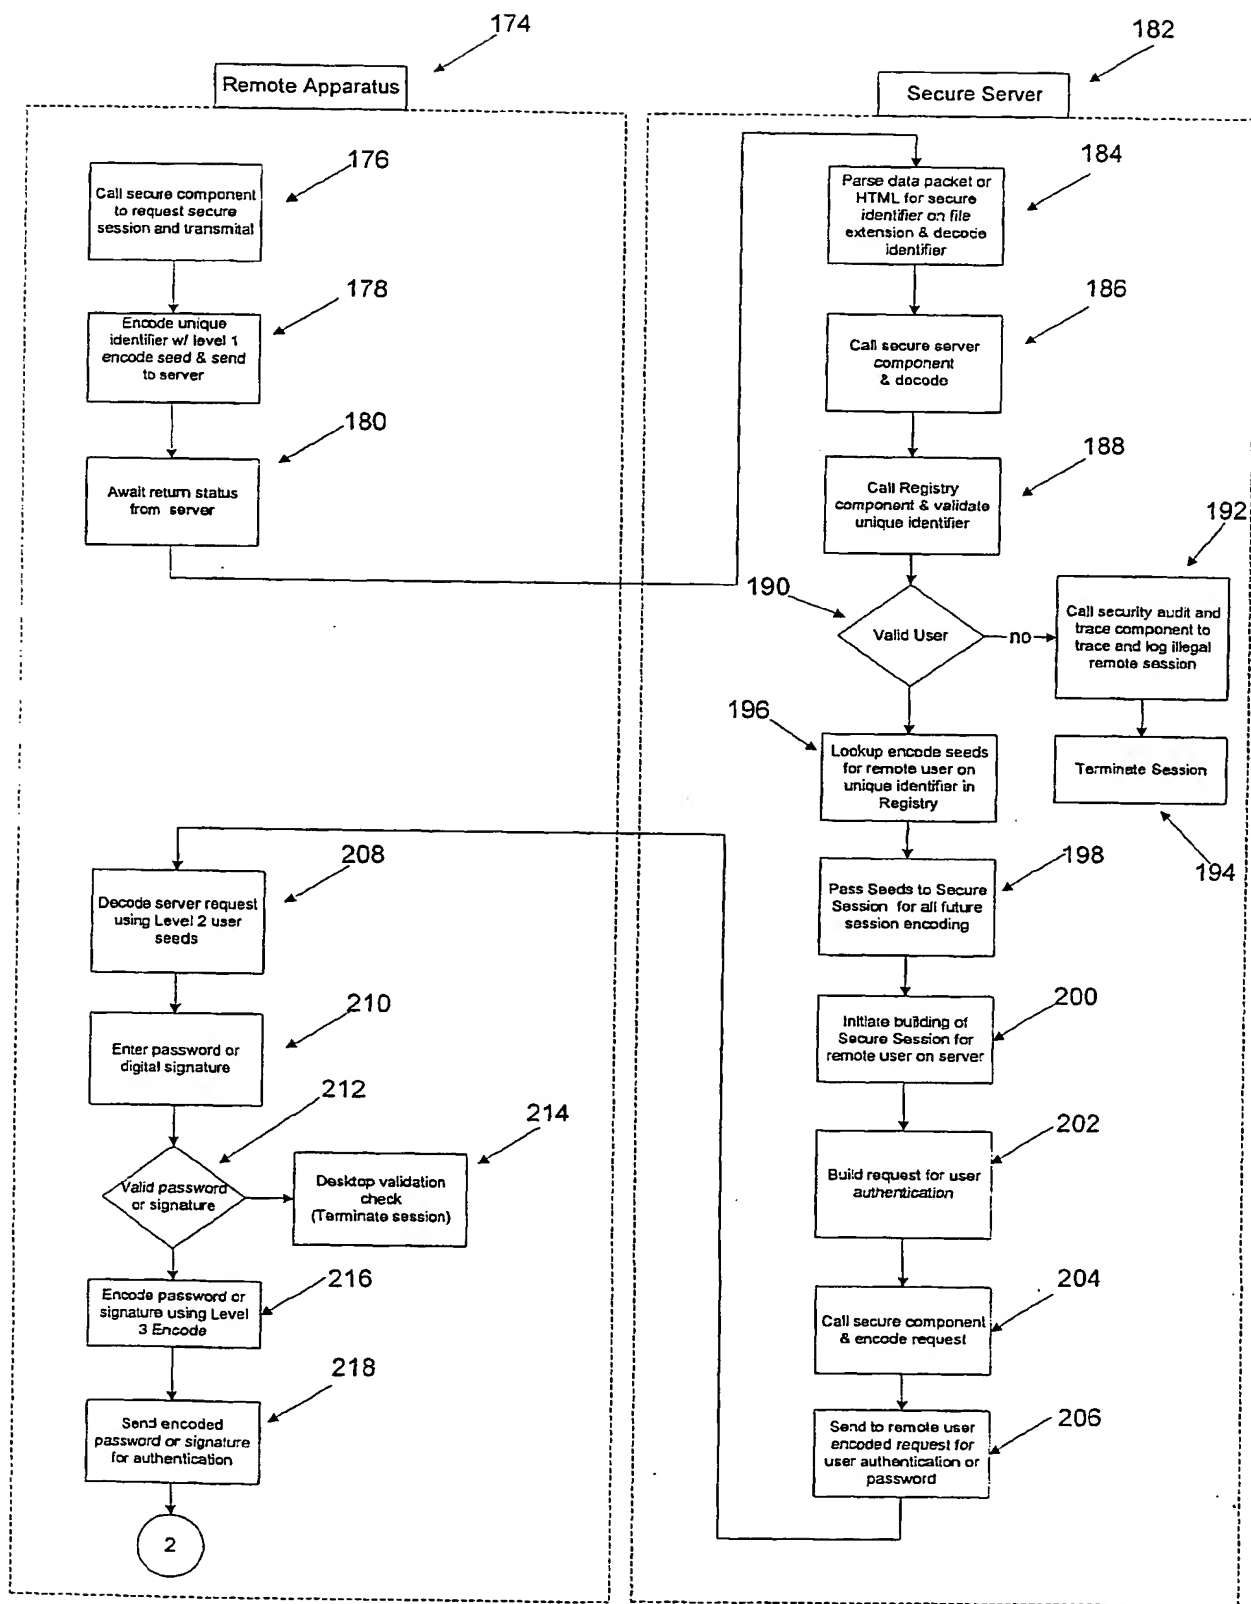 174
Remote Apparatus
176
Call secure component
to request secure
session and transmital
178
Encode unique
identifier w/ level 1
encode seed & send
to server
180
Await return status
from server
182
Secure Server
184
Parse data packet or
HTML for secure
identifier on file
extension & decode
identifier
186
Call secure server
component
& decode
188
Call Registry
component & validate
unique identifier
190
Valid User
no
192
Call security audit and
trace component to
trace and log illegal
remote session
Terminate Session
194
196
Lookup encode seeds
for remote user on
unique identifier in
Registry
198
Pass Seeds to Secure
Session for all future
session encoding
200
Initiate building of
Secure Session for
remote user on server
202
Build request for user
authentication
204
Call secure component
& encode request
206
Send to remote user
encoded request for
user authentication or
password
208
Decode server request
using Level 2 user
seeds
210
Enter password or
digital signature
212
Valid password
or signature
214
Desktop validation
check
(Terminate session)
216
Encode password or
signature using Level
3 Encode
218
Send encoded
password or signature
for authentication
2